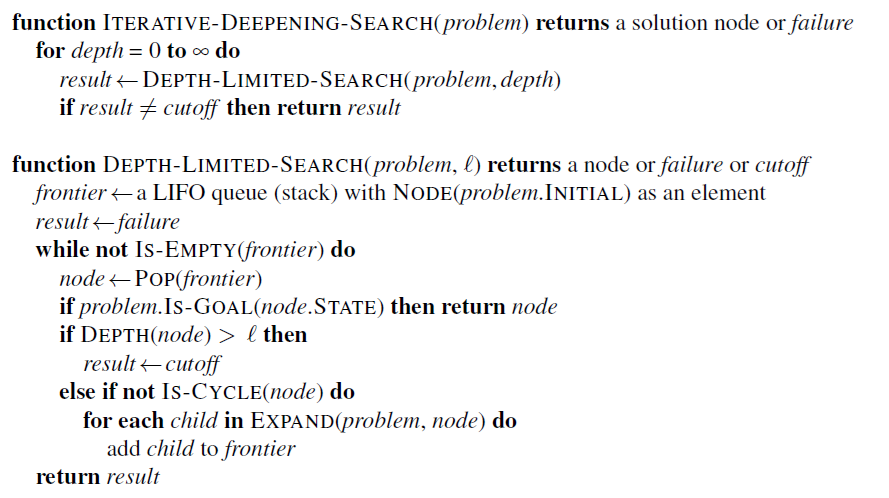 function ITERATIVE-DEEPENING-SEARCH(problem) returns a solution node or failure
for depth = 0 to ∞ do
result ← DEPTH-LIMITED-SEARCH(problem, depth)
if result ≠ cutoff then return result
function DEPTH-LIMITED-SEARCH(problem, ℓ) returns a node or failure or cutoff
frontier ← a LIFO queue (stack) with NODE(problem.INITIAL) as an element
result ← failure
while not IS-EMPTY(frontier) do
node ← POP(frontier)
if problem.IS-GOAL(node.STATE) then return node
if DEPTH(node) > ℓ then
result ← cutoff
else if not IS-CYCLE(node) do
for each child in EXPAND(problem, node) do
add child to frontier
return result